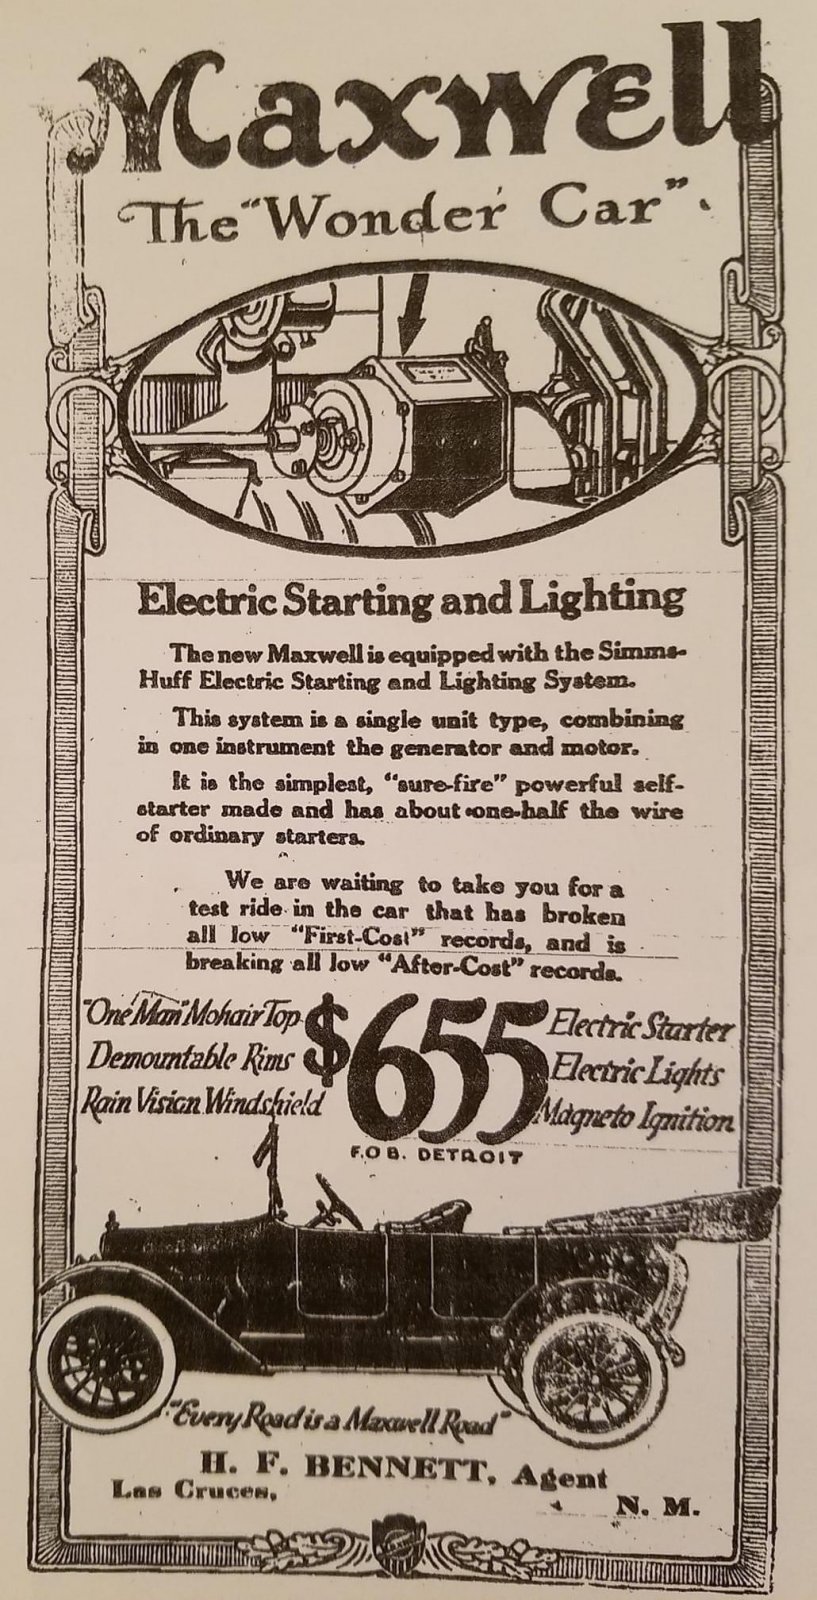 Maxwell
The "Wonder Car"
Electric Starting and Lighting
The new Maxwell is equipped with the Simms-
Huff Electric Starting and Lighting System.
This system is a single unit type, combining
in one instrument the generator and motor.
It is the simplest, "sure-fire" powerful self-
starter made and has about one-half the wire
of ordinary starters.
We are waiting to take you for a
test ride in the car that has broken
all low "First-Cost" records, and is
breaking all low "After-Cost" records.
"One Man" Mohair Top
Demountable Rims
Rain Vision Windshield
$655
F.O B. DETROIT
Electric Starter
Electric Lights
Magneto Ignition
"Every Road is a Maxwell Road"
H. F. BENNETT, Agent
Las Cruces, N. M.